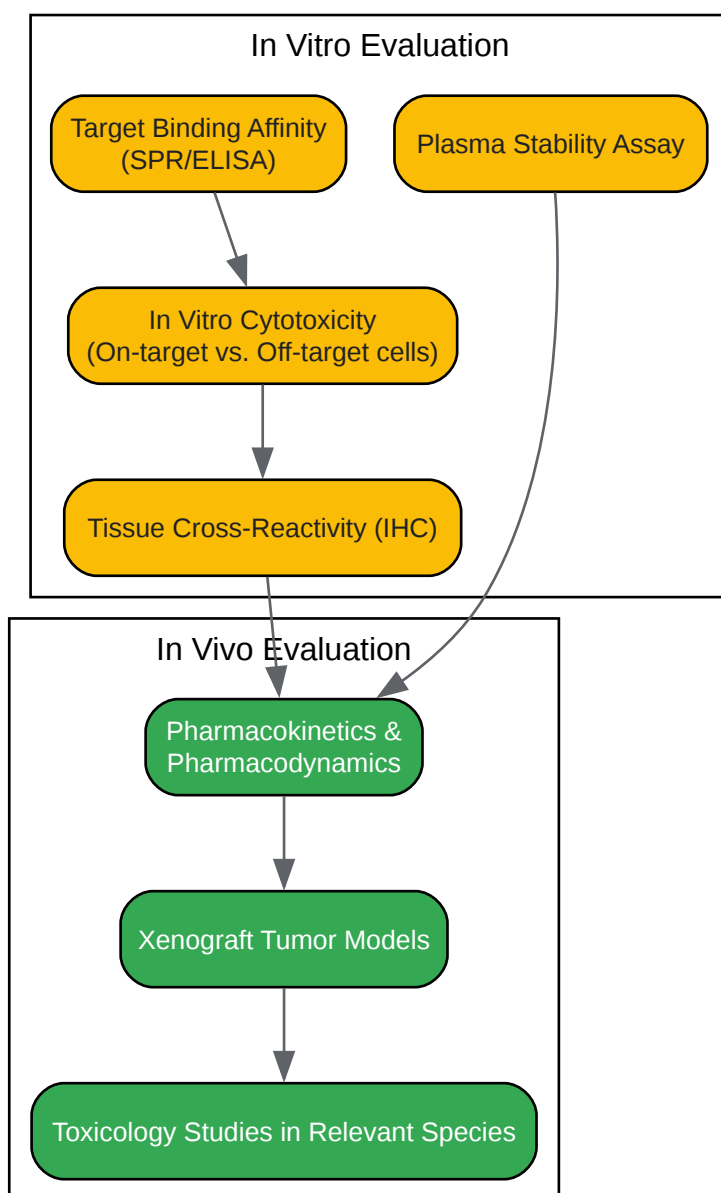 In Vitro Evaluation
Target Binding Affinity
(SPR/ELISA)
Plasma Stability Assay
In Vitro Cytotoxicity
(On-target vs. Off-target cells)
Tissue Cross-Reactivity (IHC)
In Vivo Evaluation
Pharmacokinetics &
Pharmacodynamics
Xenograft Tumor Models
Toxicology Studies in Relevant Species